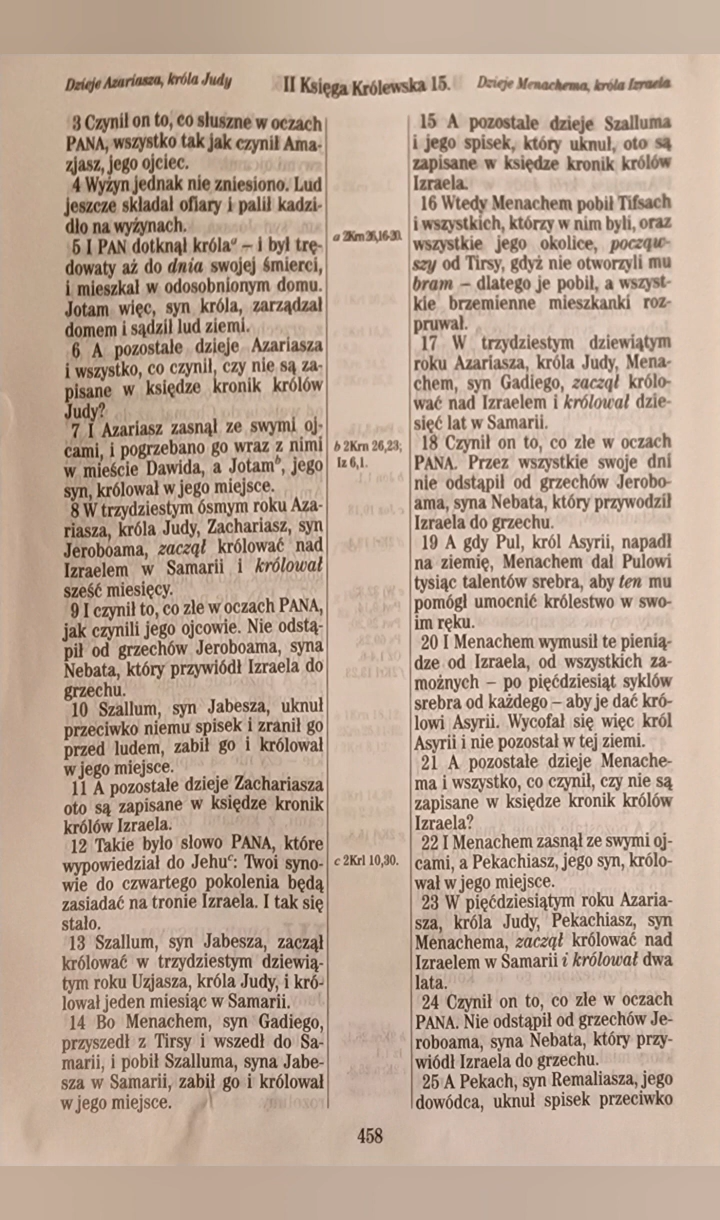 Dzieje Azariasza, króla Judy
II Księga Królewska 15.
Dzieje Menachema, króla Izraela
3 Czynił on to, co słuszne w oczach
PANA, wszystko tak jak czynił Ama-
zjasz, jego ojciec.
4 Wyżyn jednak nie zniesiono. Lud
jeszcze składał ofiary i palił kadzi-
dło na wyżynach.
5 I PAN dotknął królaᵃ – i był trę-
dowaty aż do dnia swojej śmierci,
i mieszkał w odosobnionym domu.
Jotam więc, syn króla, zarządzał
domem i sądził lud ziemi.
6 A pozostałe dzieje Azariasza
i wszystko, co czynił, czy nie są za-
pisane w księdze kronik królów
Judy?
7 I Azariasz zasnął ze swymi oj-
cami, i pogrzebano go wraz z nimi
w mieście Dawida, a Jotamᵇ, jego
syn, królował w jego miejsce.
8 W trzydziestym ósmym roku Aza-
riasza, króla Judy, Zachariasz, syn
Jeroboama, zaczął królować nad
Izraelem w Samarii i królował
sześć miesięcy.
9 I czynił to, co złe w oczach PANA,
jak czynili jego ojcowie. Nie odstą-
pił od grzechów Jeroboama, syna
Nebata, który przywiódł Izraela do
grzechu.
10 Szallum, syn Jabesza, uknuł
przeciwko niemu spisek i zranił go
przed ludem, zabił go i królował
w jego miejsce.
11 A pozostałe dzieje Zachariasza
oto są zapisane w księdze kronik
królów Izraela.
12 Takie było słowo PANA, które
wypowiedział do Jehuᶜ: Twoi syno-
wie do czwartego pokolenia będą
zasiadać na tronie Izraela. I tak się
stało.
13 Szallum, syn Jabesza, zaczął
królować w trzydziestym dziewią-
tym roku Uzjasza, króla Judy, i kró-
lował jeden miesiąc w Samarii.
14 Bo Menachem, syn Gadiego,
przyszedł z Tirsy i wszedł do Sa-
marii, i pobił Szalluma, syna Jabe-
sza w Samarii, zabił go i królował
w jego miejsce.
a 2Krn 26,16-20.
b 2Krn 26,23;
Iz 6,1.
c 2Krl 10,30.
15 A pozostałe dzieje Szalluma
i jego spisek, który uknuł, oto są
zapisane w księdze kronik królów
Izraela.
16 Wtedy Menachem pobił Tifsach
i wszystkich, którzy w nim byli, oraz
wszystkie jego okolice, począw-
szy od Tirsy, gdyż nie otworzyli mu
bram – dlatego je pobił, a wszyst-
kie brzemienne mieszkanki roz-
pruwał.
17 W trzydziestym dziewiątym
roku Azariasza, króla Judy, Mena-
chem, syn Gadiego, zaczął królo-
wać nad Izraelem i królował dzie-
sięć lat w Samarii.
18 Czynił on to, co złe w oczach
PANA. Przez wszystkie swoje dni
nie odstąpił od grzechów Jerobo-
ama, syna Nebata, który przywodził
Izraela do grzechu.
19 A gdy Pul, król Asyrii, napadł
na ziemię, Menachem dał Pulowi
tysiąc talentów srebra, aby ten mu
pomógł umocnić królestwo w swo-
im ręku.
20 I Menachem wymusił te pienią-
dze od Izraela, od wszystkich za-
możnych – po pięćdziesiąt syklów
srebra od każdego – aby je dać kró-
lowi Asyrii. Wycofał się więc król
Asyrii i nie pozostał w tej ziemi.
21 A pozostałe dzieje Menache-
ma i wszystko, co czynił, czy nie są
zapisane w księdze kronik królów
Izraela?
22 I Menachem zasnął ze swymi oj-
cami, a Pekachiasz, jego syn, królo-
wał w jego miejsce.
23 W pięćdziesiątym roku Azaria-
sza, króla Judy, Pekachiasz, syn
Menachema, zaczął królować nad
Izraelem w Samarii i królował dwa
lata.
24 Czynił on to, co złe w oczach
PANA. Nie odstąpił od grzechów Je-
roboama, syna Nebata, który przy-
wiódł Izraela do grzechu.
25 A Pekach, syn Remaliasza, jego
dowódca, uknuł spisek przeciwko
458